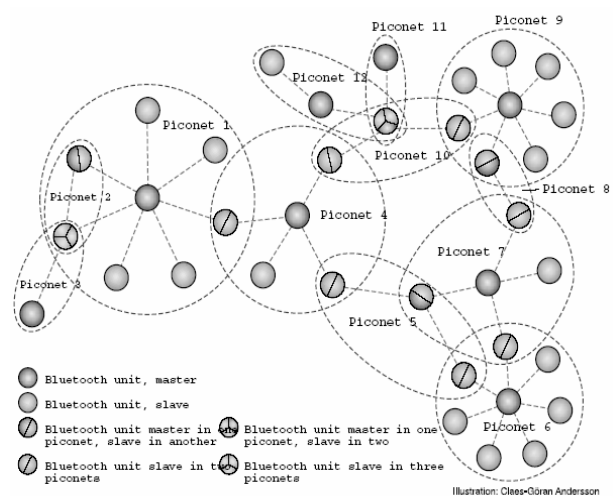 Piconet 11
Piconet 9
Piconet 12
Piconet 1
Piconet 10
Piconet 2
Piconet 8
Piconet 4
Piconet 7
Piconet 3
Piconet 5
Piconet 6
Bluetooth unit, master
Bluetooth unit, slave
Bluetooth unit master in one
piconet, slave in another
Bluetooth unit master in one
piconet, slave in two
Bluetooth unit slave in two
piconets
Bluetooth unit slave in three
piconets
Illustration: Claes-Göran Andersson